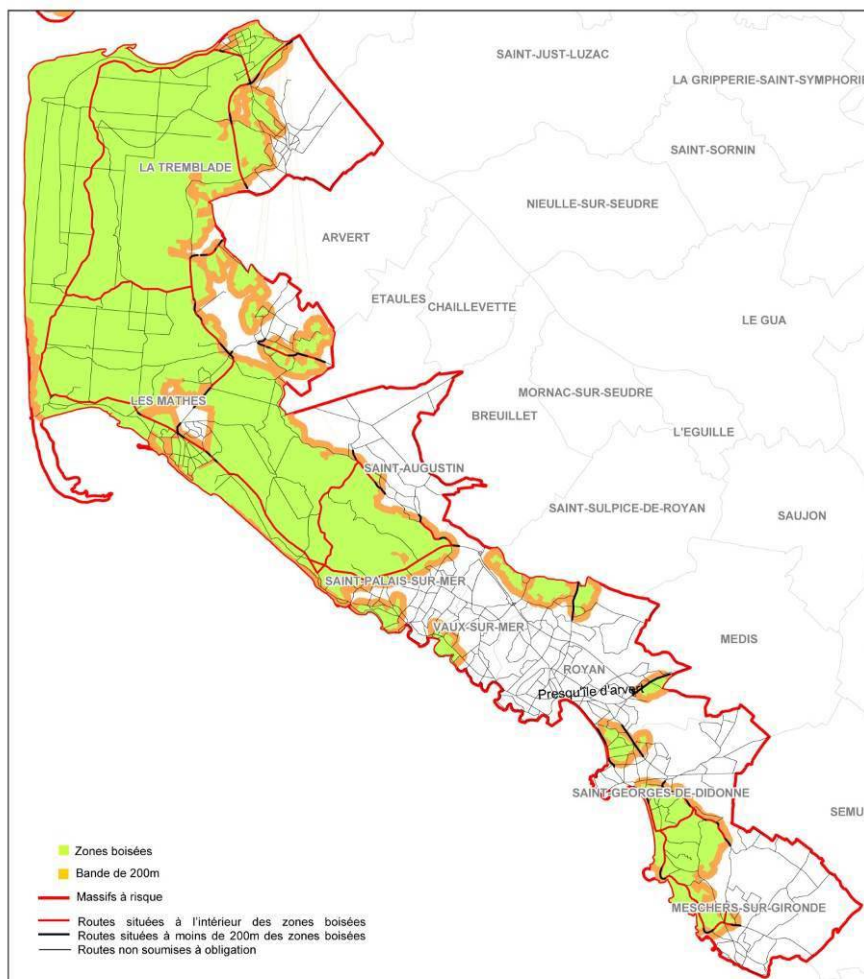 SAINT-JUST-LUZAC
LA GRIPPERIE-SAINT-SYMPHORIE
SAINT-SORNIN
LA TREMBLADE
NIEULLE-SUR-SEUDRE
ARVERT
ETAULES
CHAILLEVETTE
LE GUA
MORNAC-SUR-SEUDRE
LES MATHES
BREUILLET
L'EGUILLE
SAINT-AUGUSTIN
SAINT-SULPICE-DE-ROYAN
SAUJON
SAINT-PALAIS-SUR-MER
VAUX-SUR-MER
MEDIS
ROYAN
Presqu'île d'arvert
SAINT-GEORGES-DE-DIDONNE
SEMU
MESCHERS-SUR-GIRONDE
Zones boisées
Bande de 200m
Massifs à risque
Routes situées à l'intérieur des zones boisées
Routes situées à moins de 200m des zones boisées
Routes non soumises à obligation